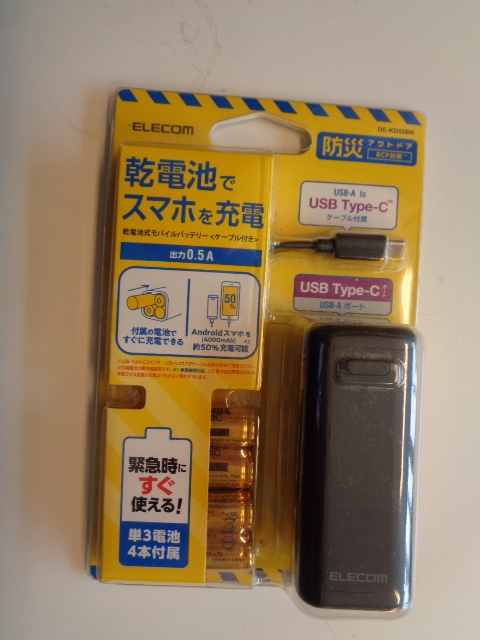 ELECOM
DE-KD02BK
防災
アウトドア
BCP対策
乾電池で
スマホを充電
乾電池式モバイルバッテリー<ケーブル付き>
出力0.5A
USB-A to
USB Type-C™
ケーブル付属
USB Type-C ポート
USB-A ポート
付属の電池で
すぐに充電できる
50%
Androidスマホを
(4000mAh)
約50%充電可能
緊急時に
すぐ
使える!
単3電池
4本付属
ELECOM